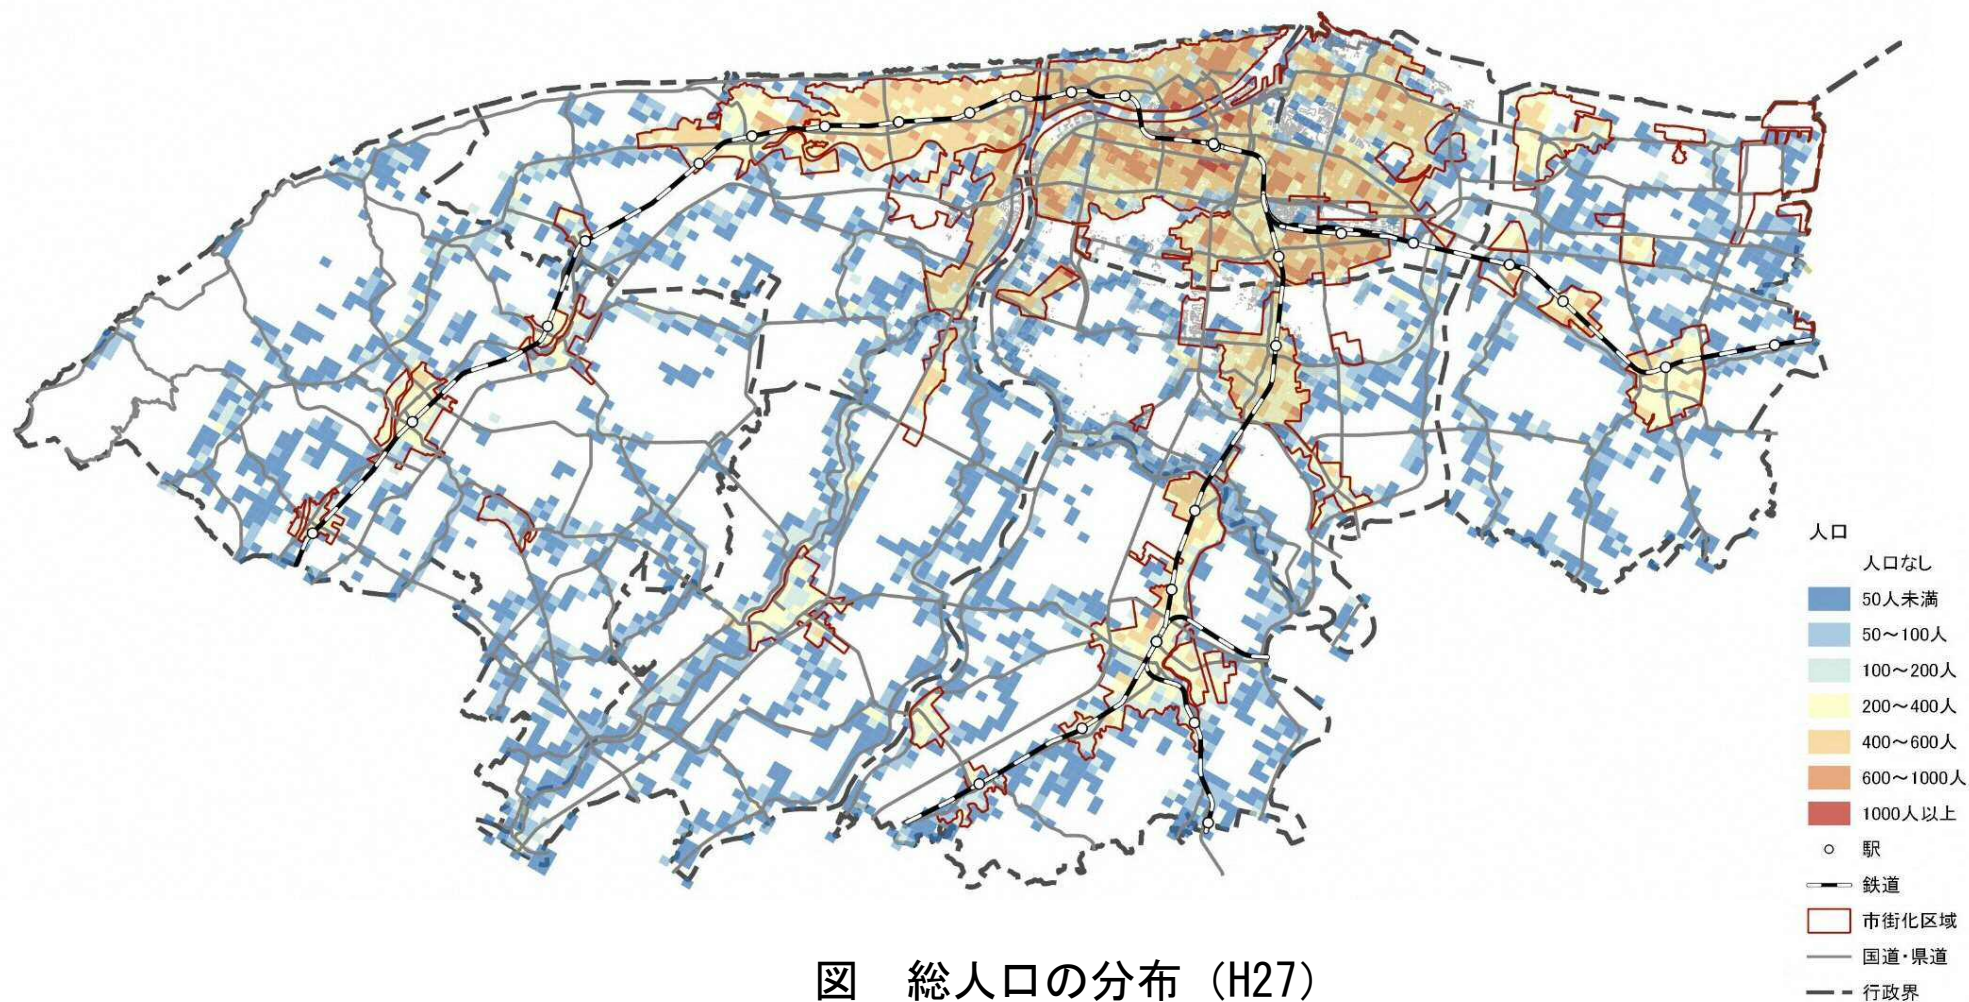 人口
人口なし
50人未満
50～100人
100～200人
200～400人
400～600人
600～1000人
1000人以上
駅
鉄道
市街化区域
国道・県道
行政界
図　総人口の分布（H27）